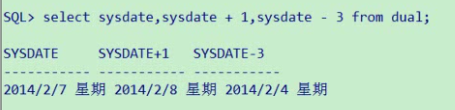 SQL> select sysdate,sysdate + 1,sysdate - 3 from dual;
SYSDATE     SYSDATE+1   SYSDATE-3
----------- ----------- -----------
2014/2/7 星期 2014/2/8 星期 2014/2/4 星期